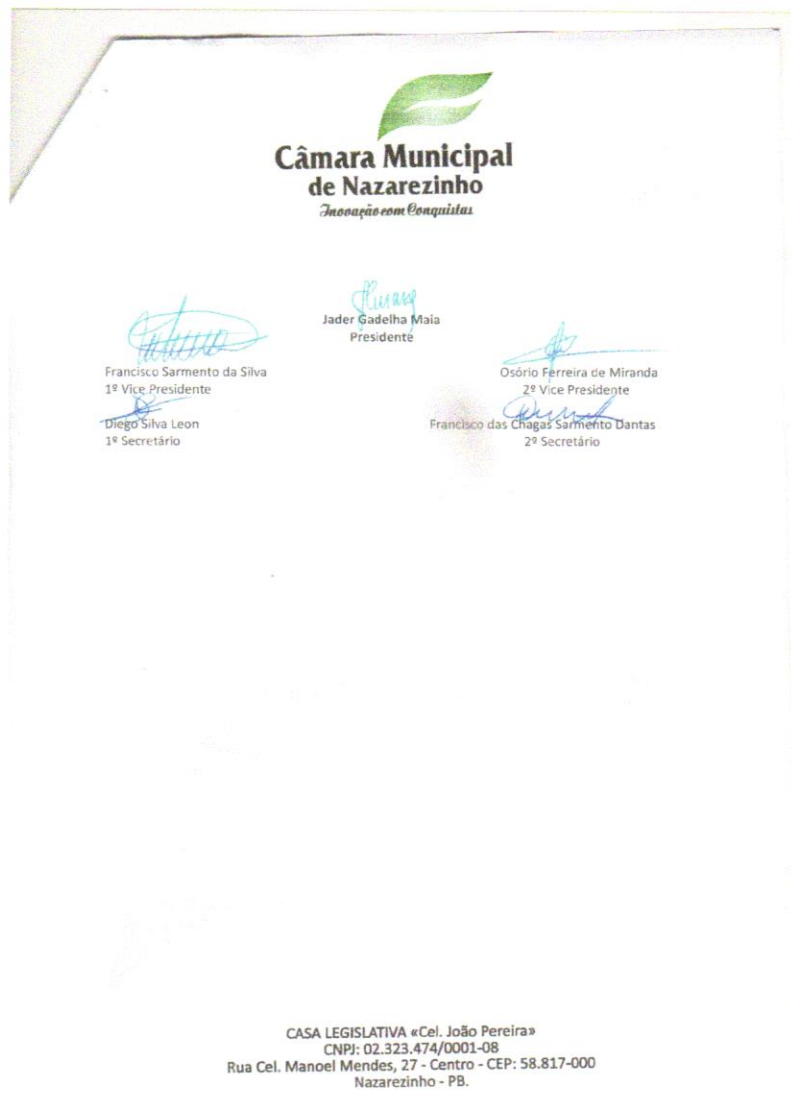 Câmara Municipal
de Nazarezinho
Inovação com Conquistas
Jader Gadelha Maia
Presidente
Francisco Sarmento da Silva
1º Vice Presidente
Osório Ferreira de Miranda
2º Vice Presidente
Diego Silva Leon
1º Secretário
Francisco das Chagas Sarmento Dantas
2º Secretário
CASA LEGISLATIVA «Cel. João Pereira»
CNPJ: 02.323.474/0001-08
Rua Cel. Manoel Mendes, 27 - Centro - CEP: 58.817-000
Nazarezinho - PB.